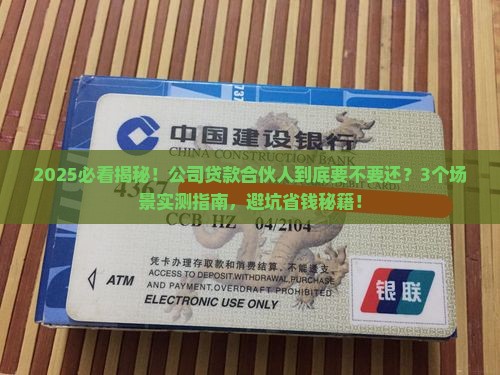 中国建设银行
CHINA CONSTRUCTION BANK
2025必看揭秘！公司贷款合伙人到底要不要还？3个场
景实测指南，避坑省钱秘籍！
4367
CCB HZ 04/2104
凭卡办理存取款和消费结算，不能透支。
ACCESS TO DEPOSIT.WITHDRAWAL.PURCHASE
AND PAYMENT.OVERDRAFT PROHIBITED.
ATM
ELECTRONIC USE ONLY
银联